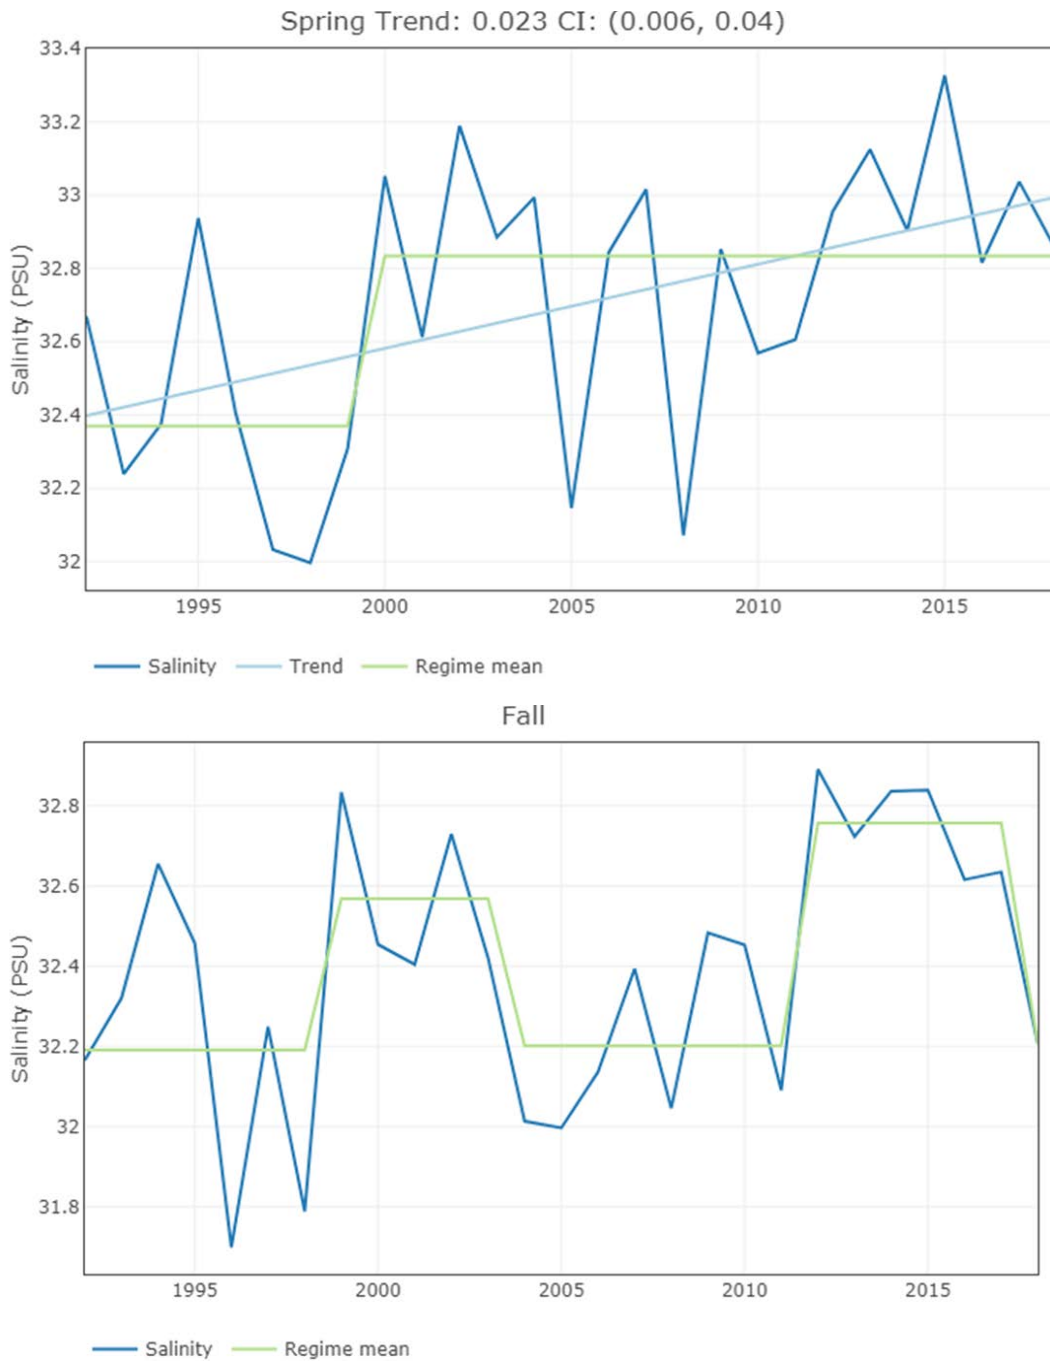 Spring Trend: 0.023 CI: (0.006, 0.04)
33.4
33.2
33
32.8
32.6
32.4
32.2
32
Salinity (PSU)
1995 2000 2005 2010 2015
Salinity Trend Regime mean
Fall
32.8
32.6
32.4
32.2
32
31.8
Salinity (PSU)
1995 2000 2005 2010 2015
Salinity Regime mean